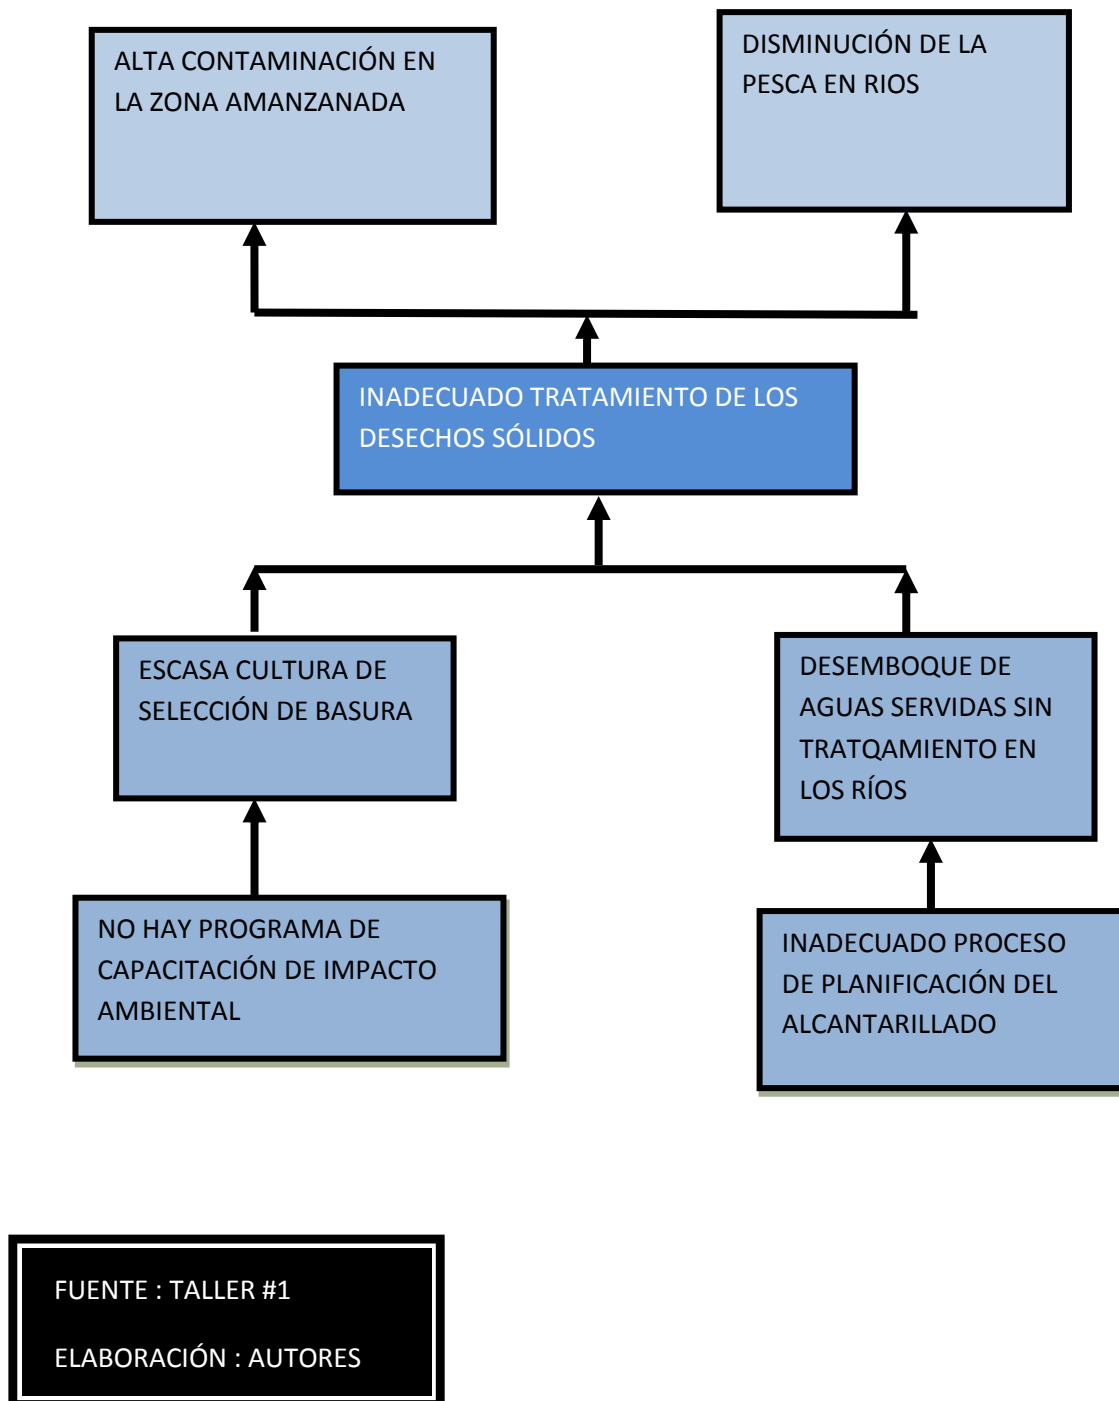 ALTA CONTAMINACIÓN EN
LA ZONA AMANZANADA
DISMINUCIÓN DE LA
PESCA EN RIOS
INADECUADO TRATAMIENTO DE LOS
DESECHOS SÓLIDOS
ESCASA CULTURA DE
SELECCIÓN DE BASURA
DESEMBOQUE DE
AGUAS SERVIDAS SIN
TRATQAMIENTO EN
LOS RÍOS
NO HAY PROGRAMA DE
CAPACITACIÓN DE IMPACTO
AMBIENTAL
INADECUADO PROCESO
DE PLANIFICACIÓN DEL
ALCANTARILLADO
FUENTE : TALLER #1
ELABORACIÓN : AUTORES